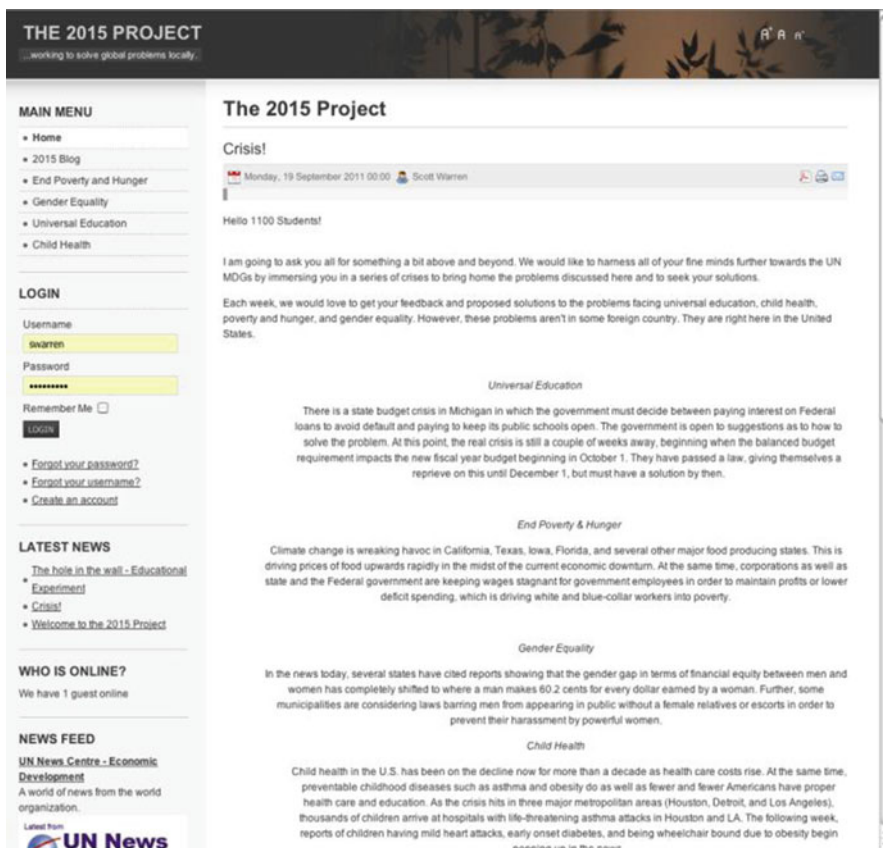 THE 2015 PROJECT
...working to solve global problems locally.
A+ A A-
MAIN MENU
Home
2015 Blog
End Poverty and Hunger
Gender Equality
Universal Education
Child Health
LOGIN
Username
swarren
Password
•••••••••
Remember Me
LOGIN
Forgot your password?
Forgot your username?
Create an account
LATEST NEWS
The hole in the wall - Educational
Experiment
Crisis!
Welcome to the 2015 Project
WHO IS ONLINE?
We have 1 guest online
NEWS FEED
UN News Centre - Economic
Development
A world of news from the world
organization.
Latest from
UN News
The 2015 Project
Crisis!
Monday, 19 September 2011 00:00 Scott Warren
Hello 1100 Students!
I am going to ask you all for something a bit above and beyond. We would like to harness all of your fine minds further towards the UN
MDGs by immersing you in a series of crises to bring home the problems discussed here and to seek your solutions.
Each week, we would love to get your feedback and proposed solutions to the problems facing universal education, child health,
poverty and hunger, and gender equality. However, these problems aren't in some foreign country. They are right here in the United
States.
Universal Education
There is a state budget crisis in Michigan in which the government must decide between paying interest on Federal
loans to avoid default and paying to keep its public schools open. The government is open to suggestions as to how to
solve the problem. At this point, the real crisis is still a couple of weeks away, beginning when the balanced budget
requirement impacts the new fiscal year budget beginning in October 1. They have passed a law, giving themselves a
reprieve on this until December 1, but must have a solution by then.
End Poverty & Hunger
Climate change is wreaking havoc in California, Texas, Iowa, Florida, and several other major food producing states. This is
driving prices of food upwards rapidly in the midst of the current economic downturn. At the same time, corporations as well as
state and the Federal government are keeping wages stagnant for government employees in order to maintain profits or lower
deficit spending, which is driving white and blue-collar workers into poverty.
Gender Equality
In the news today, several states have cited reports showing that the gender gap in terms of financial equity between men and
women has completely shifted to where a man makes 60.2 cents for every dollar earned by a woman. Further, some
municipalities are considering laws barring men from appearing in public without a female relatives or escorts in order to
prevent their harassment by powerful women.
Child Health
Child health in the U.S. has been on the decline now for more than a decade as health care costs rise. At the same time,
preventable childhood diseases such as asthma and obesity do as well as fewer and fewer Americans have proper
health care and education. As the crisis hits in three major metropolitan areas (Houston, Detroit, and Los Angeles),
thousands of children arrive at hospitals with life-threatening asthma attacks in Houston and LA. The following week,
reports of children having mild heart attacks, early onset diabetes, and being wheelchair bound due to obesity begin